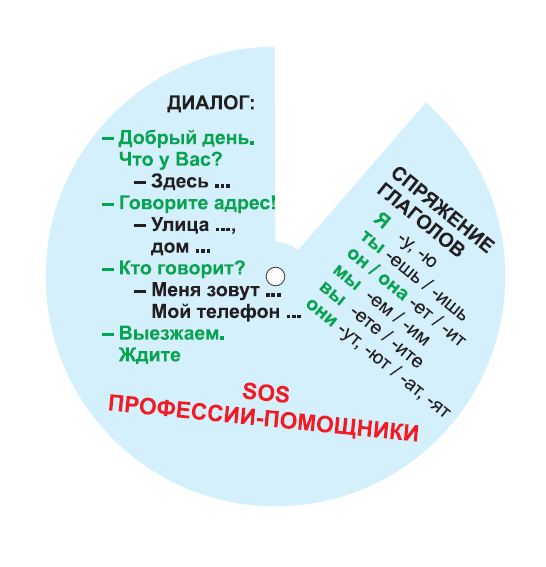 ДИАЛОГ:
– Добрый день.
Что у Вас?
– Здесь ...
– Говорите адрес!
– Улица ...,
дом ...
– Кто говорит?
– Меня зовут ...
Мой телефон ...
– Выезжаем.
Ждите
СПРЯЖЕНИЕ
ГЛАГОЛОВ
Я -у, -ю
ты -ешь / -ишь
он / она -ет / -ит
мы -ем / -им
вы -ете / -ите
они -ут, -ют / -ат, -ят
SOS
ПРОФЕССИИ-ПОМОЩНИКИ